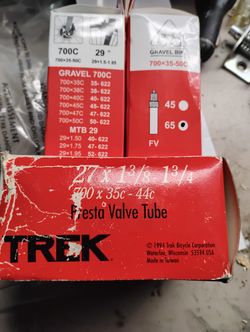 700C
700×35-50C
29"
29×1.5-1.95
GRAVEL 700C
700×35C 35-622
700×38C 38-622
700×40C 40-622
700×45C 45-622
700×47C 47-622
700×50C 50-622
MTB 29
29×1.50 40-622
29×1.75 47-622
29×1.95 52-622
GRAVEL BIK
700×35-50C
45
65
FV
27 x 1 3/8 - 1 3/4
700 x 35c - 44c
Presta Valve Tube
TREK
© 1994 Trek Bicycle Corporation
Waterloo, Wisconsin 53594 USA
Made in Taiwan